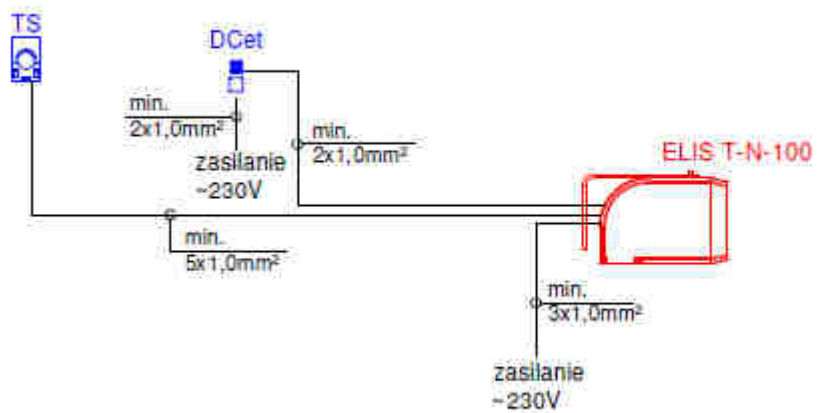 TS
DCet
min.
2x1,0mm²
zasilanie
~230V
min.
2x1,0mm²
ELIS T-N-100
min.
5x1,0mm²
min.
3x1,0mm²
zasilanie
~230V